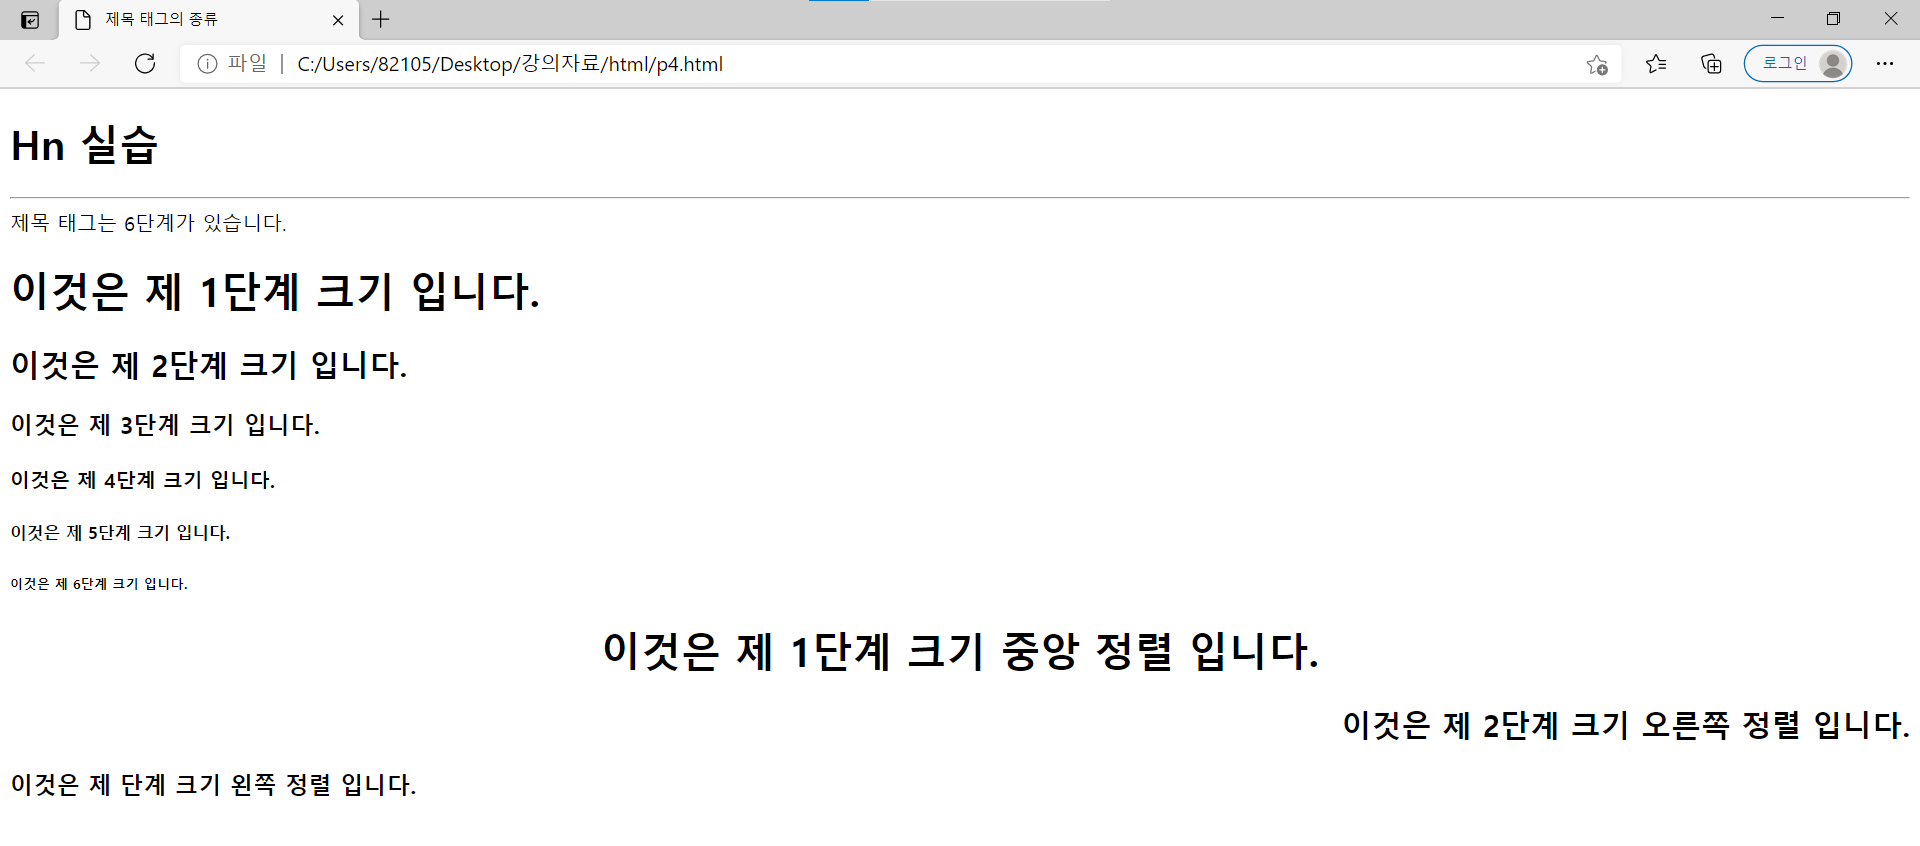 제목 태그의 종류
파일 | C:/Users/82105/Desktop/강의자료/html/p4.html
로그인
Hn 실습
제목 태그는 6단계가 있습니다.
이것은 제 1단계 크기 입니다.
이것은 제 2단계 크기 입니다.
이것은 제 3단계 크기 입니다.
이것은 제 4단계 크기 입니다.
이것은 제 5단계 크기 입니다.
이것은 제 6단계 크기 입니다.
이것은 제 1단계 크기 중앙 정렬 입니다.
이것은 제 2단계 크기 오른쪽 정렬 입니다.
이것은 제 단계 크기 왼쪽 정렬 입니다.